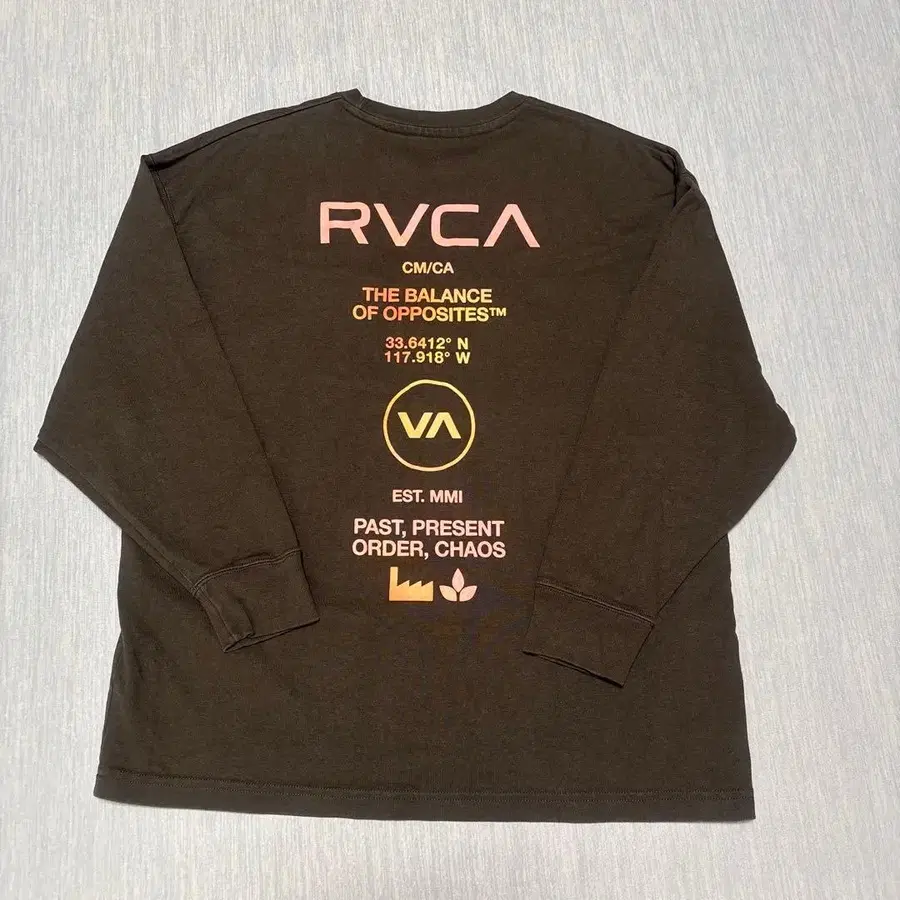 RVCA
CM/CA
THE BALANCE
OF OPPOSITES™
33.6412° N
117.918° W
VA
EST. MMI
PAST, PRESENT
ORDER, CHAOS